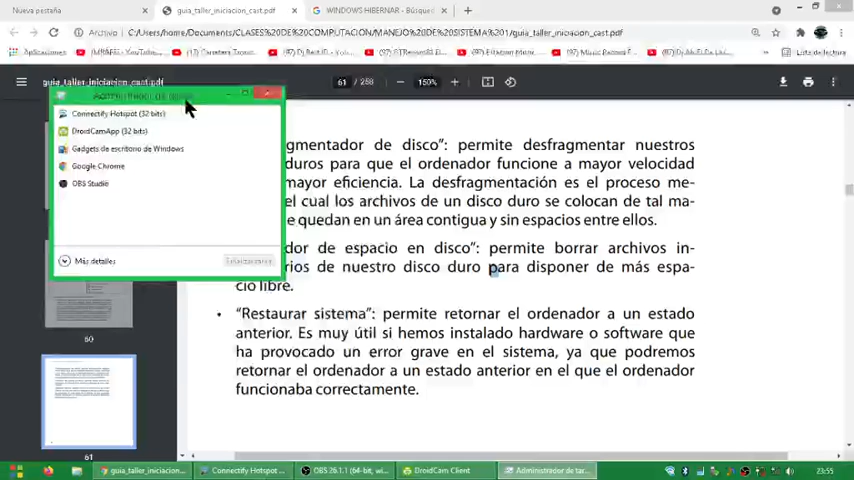 Nueva pestaña
guia_taller_iniciacion_cast.pdf
WINDOWS HIBERNAR - Búsqued
Archivo
C:/Users/home/Documents/CLASES%20DE%20COMPUTACION/MANEJO%20DE%20SISTEMA%201/guia_taller_iniciacion_cast.pdf
Aplicaciones
Lista de lectura
guia_taller_iniciacion_cast.pdf
61 / 258
150%
Connectify Hotspot (32 bits)
DroidCamApp (32 bits)
Gadgets de escritorio de Windows
Google Chrome
OBS Studio
Más detalles
60
61
gmentador de disco”: permite desfragmentar nuestros
duros para que el ordenador funcione a mayor velocidad
mayor eficiencia. La desfragmentación es el proceso me-
el cual los archivos de un disco duro se colocan de tal ma-
e quedan en un área contigua y sin espacios entre ellos.
dor de espacio en disco”: permite borrar archivos in-
rios de nuestro disco duro para disponer de más espa-
cio libre.
• “Restaurar sistema”: permite retornar el ordenador a un estado
anterior. Es muy útil si hemos instalado hardware o software que
ha provocado un error grave en el sistema, ya que podremos
retornar el ordenador a un estado anterior en el que el ordenador
funcionaba correctamente.
guia_taller_iniciacion...
Connectify Hotspot ...
OBS 26.1.1 (64-bit, wi...
DroidCam Client
Administrador de tar...
23:55